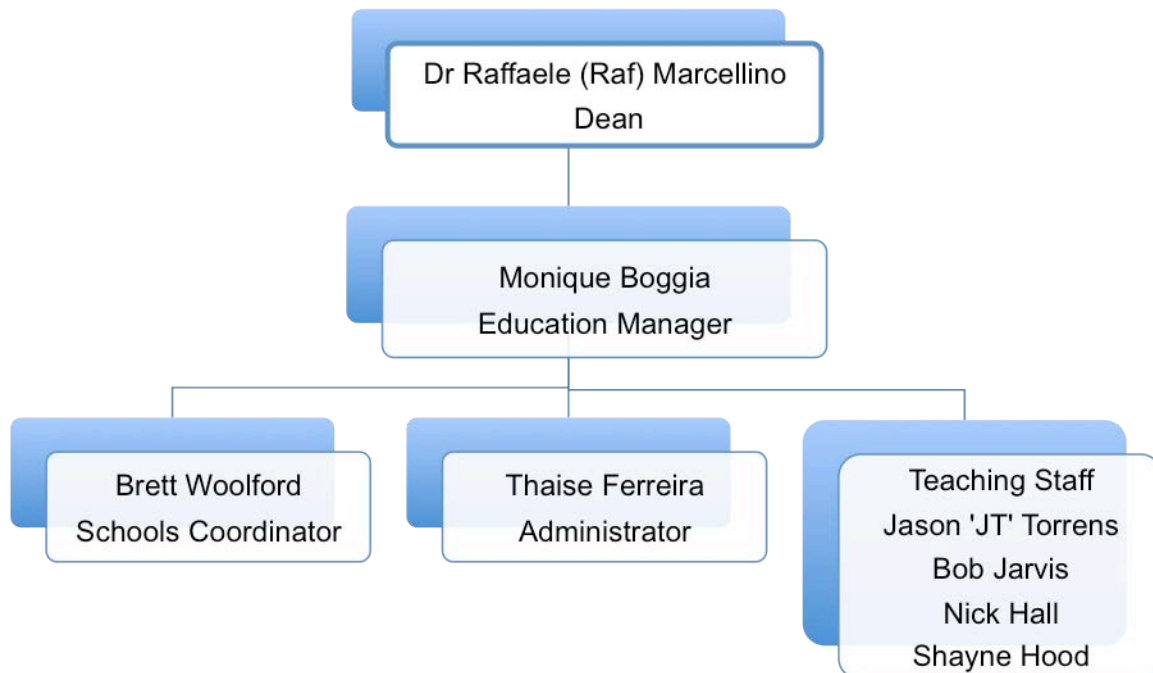 Dr Raffaele (Raf) Marcellino
Dean
Monique Boggia
Education Manager
Brett Woolford
Schools Coordinator
Thaise Ferreira
Administrator
Teaching Staff
Jason 'JT' Torrens
Bob Jarvis
Nick Hall
Shayne Hood